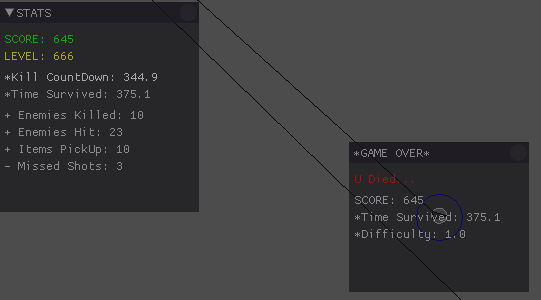 STATS
SCORE: 645
LEVEL: 666
*Kill CountDown: 344.9
*Time Survived: 375.1
+ Enemies Killed: 10
+ Enemies Hit: 23
+ Items PickUp: 10
- Missed Shots: 3
*GAME OVER*
U Died...
SCORE: 645
*Time Survived: 375.1
*Difficulty: 1.0